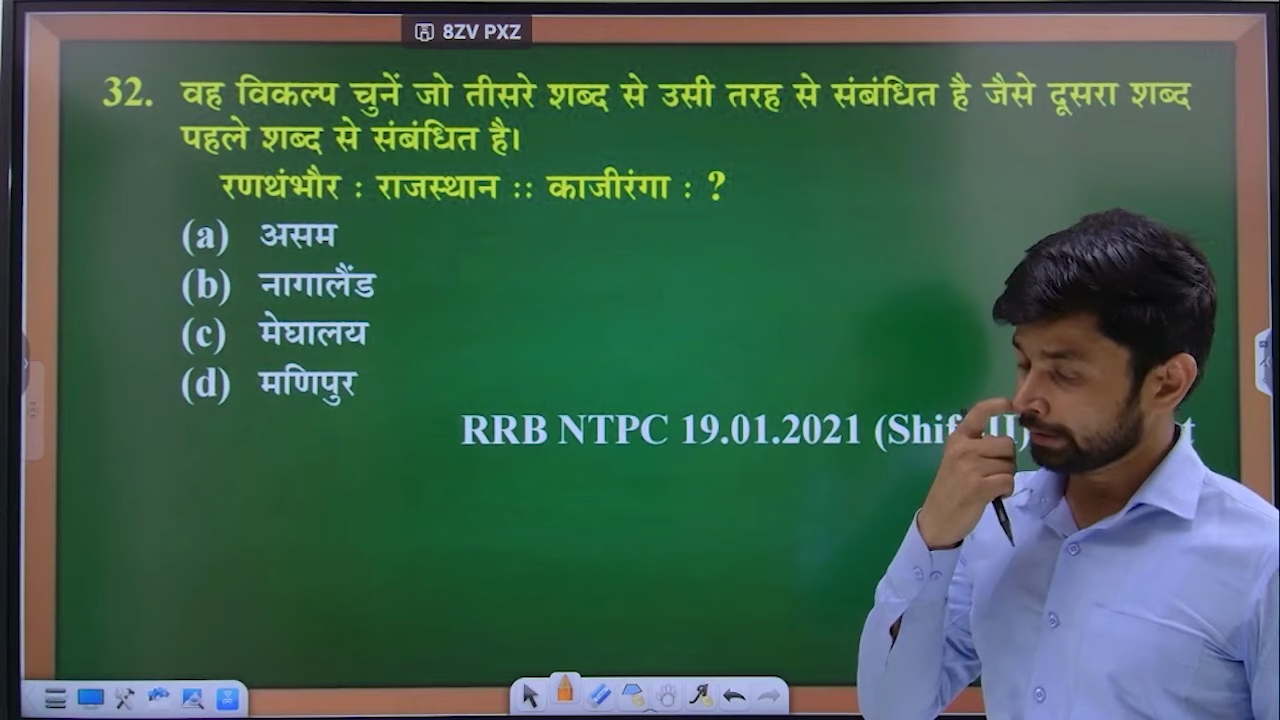 8ZV PXZ
32. वह विकल्प चुनें जो तीसरे शब्द से उसी तरह से संबंधित है जैसे दूसरा शब्द
पहले शब्द से संबंधित है।
रणथंभौर : राजस्थान :: काजीरंगा : ?
(a) असम
(b) नागालैंड
(c) मेघालय
(d) मणिपुर
RRB NTPC 19.01.2021